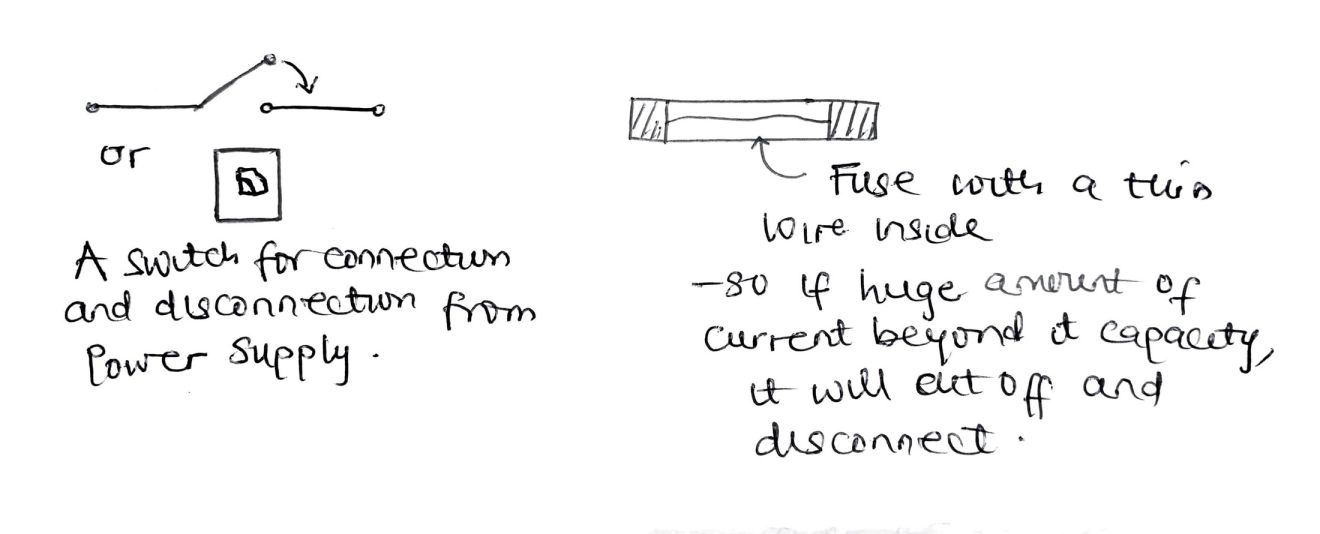 or
A switch for connection
and disconnection from
Power Supply.
Fuse with a thin
wire inside
-so if huge amount of
current beyond it capacity,
it will cut off and
disconnect.